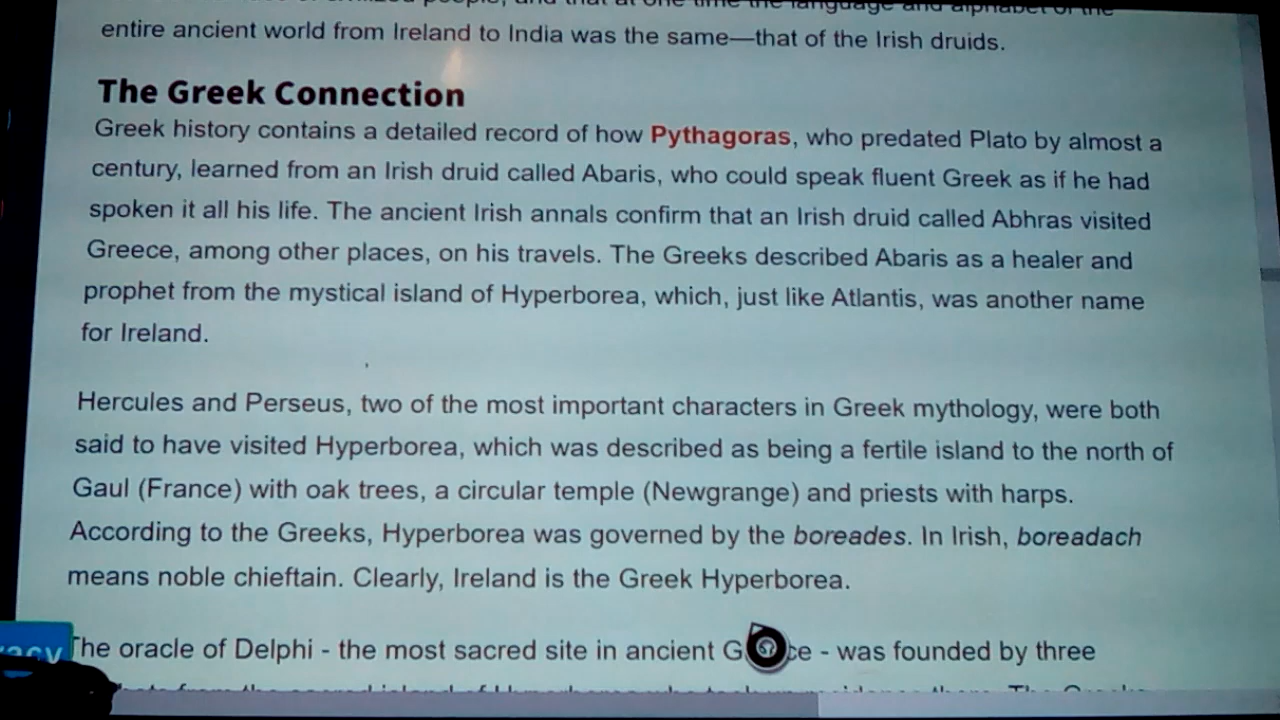 entire ancient world from Ireland to India was the same—that of the Irish druids.
The Greek Connection
Greek history contains a detailed record of how Pythagoras, who predated Plato by almost a
century, learned from an Irish druid called Abaris, who could speak fluent Greek as if he had
spoken it all his life. The ancient Irish annals confirm that an Irish druid called Abhras visited
Greece, among other places, on his travels. The Greeks described Abaris as a healer and
prophet from the mystical island of Hyperborea, which, just like Atlantis, was another name
for Ireland.
Hercules and Perseus, two of the most important characters in Greek mythology, were both
said to have visited Hyperborea, which was described as being a fertile island to the north of
Gaul (France) with oak trees, a circular temple (Newgrange) and priests with harps.
According to the Greeks, Hyperborea was governed by the boreades. In Irish, boreadach
means noble chieftain. Clearly, Ireland is the Greek Hyperborea.
The oracle of Delphi - the most sacred site in ancient - was founded by three